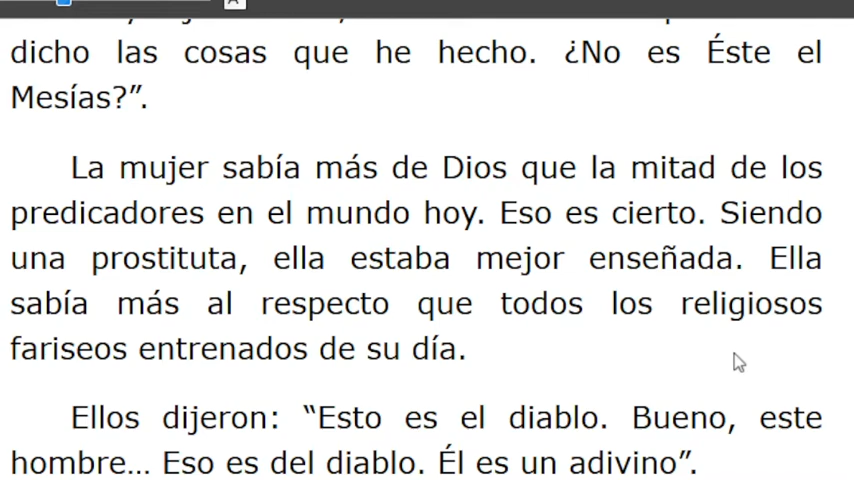 dicho las cosas que he hecho. ¿No es Éste el
Mesías?”.
La mujer sabía más de Dios que la mitad de los
predicadores en el mundo hoy. Eso es cierto. Siendo
una prostituta, ella estaba mejor enseñada. Ella
sabía más al respecto que todos los religiosos
fariseos entrenados de su día.
Ellos dijeron: “Esto es el diablo. Bueno, este
hombre... Eso es del diablo. Él es un adivino”.